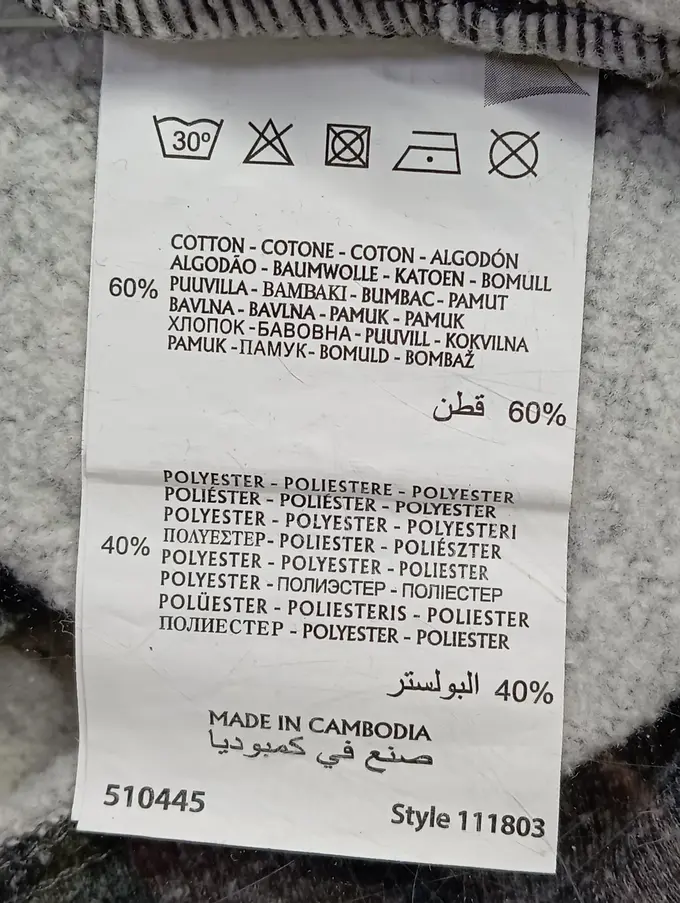 30°
COTTON - COTONE - COTON - ALGODÓN
ALGODÃO - BAUMWOLLE - KATOEN - BOMULL
60% PUUVILLA - BAMBAKI - BUMBAC - PAMUT
BAVLNA - BAVLNA - PAMUK - PAMUK
ХЛОПОК -БАВОВНА - PUUVILL - KOKVILNA
PAMUK -ПАМУК- BOMULD - BOMBAŽ
قطن 60%
POLYESTER - POLIESTERE - POLYESTER
POLIÉSTER - POLIÉSTER - POLYESTER
POLYESTER - POLYESTER - POLYESTERI
40% ΠΟΛΥΕΣΤΕΡ- POLIESTER - POLIÉSZTER
POLYESTER - POLYESTER - POLIESTER
POLYESTER - ПОЛИЭСТЕР - ПОЛІЕСТЕР
POLÜESTER - POLIESTERIS - POLIESTER
ПОЛИЕСТЕР - POLYESTER - POLIESTER
البولستر 40%
MADE IN CAMBODIA
صنع في كمبوديا
510445
Style 111803